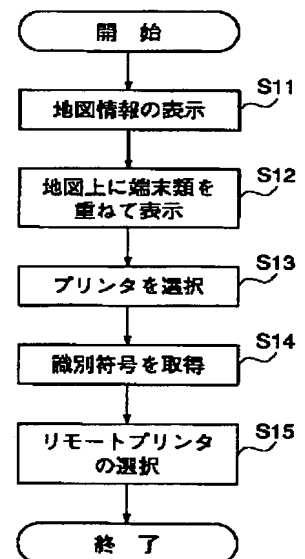 開 始
S11
地図情報の表示
S12
地図上に端末類を
重ねて表示
S13
プリンタを選択
S14
識別符号を取得
S15
リモートプリンタ
の選択
終 了